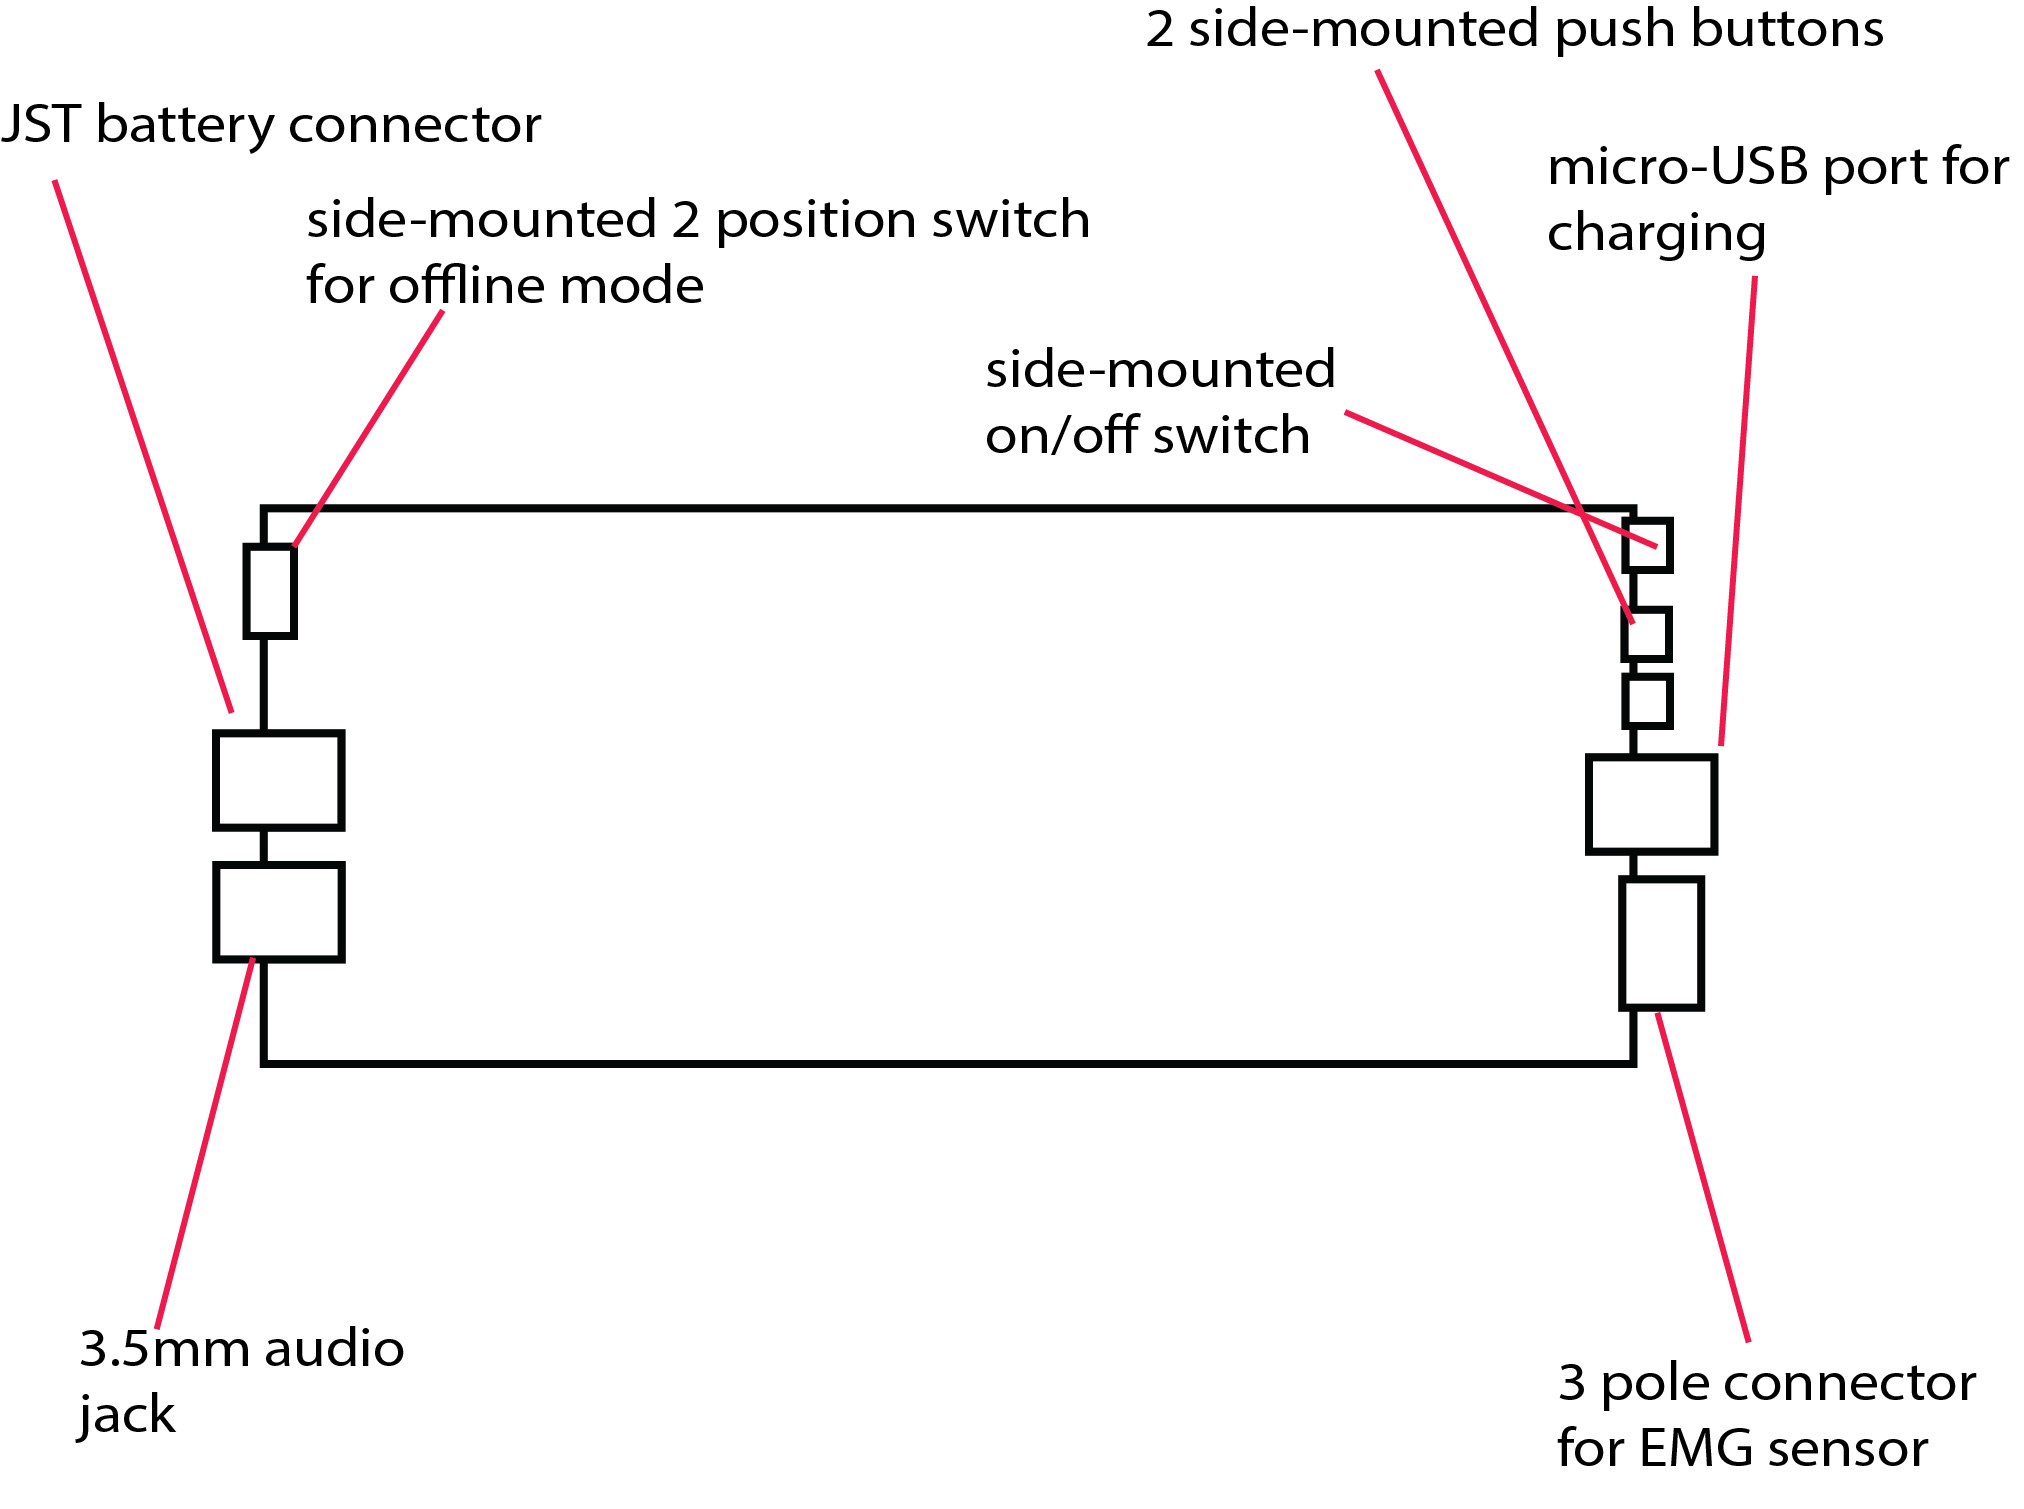 2 side-mounted push buttons
JST battery connector
micro-USB port for
charging
side-mounted 2 position switch
for offline mode
side-mounted
on/off switch
3.5mm audio
jack
3 pole connector
for EMG sensor